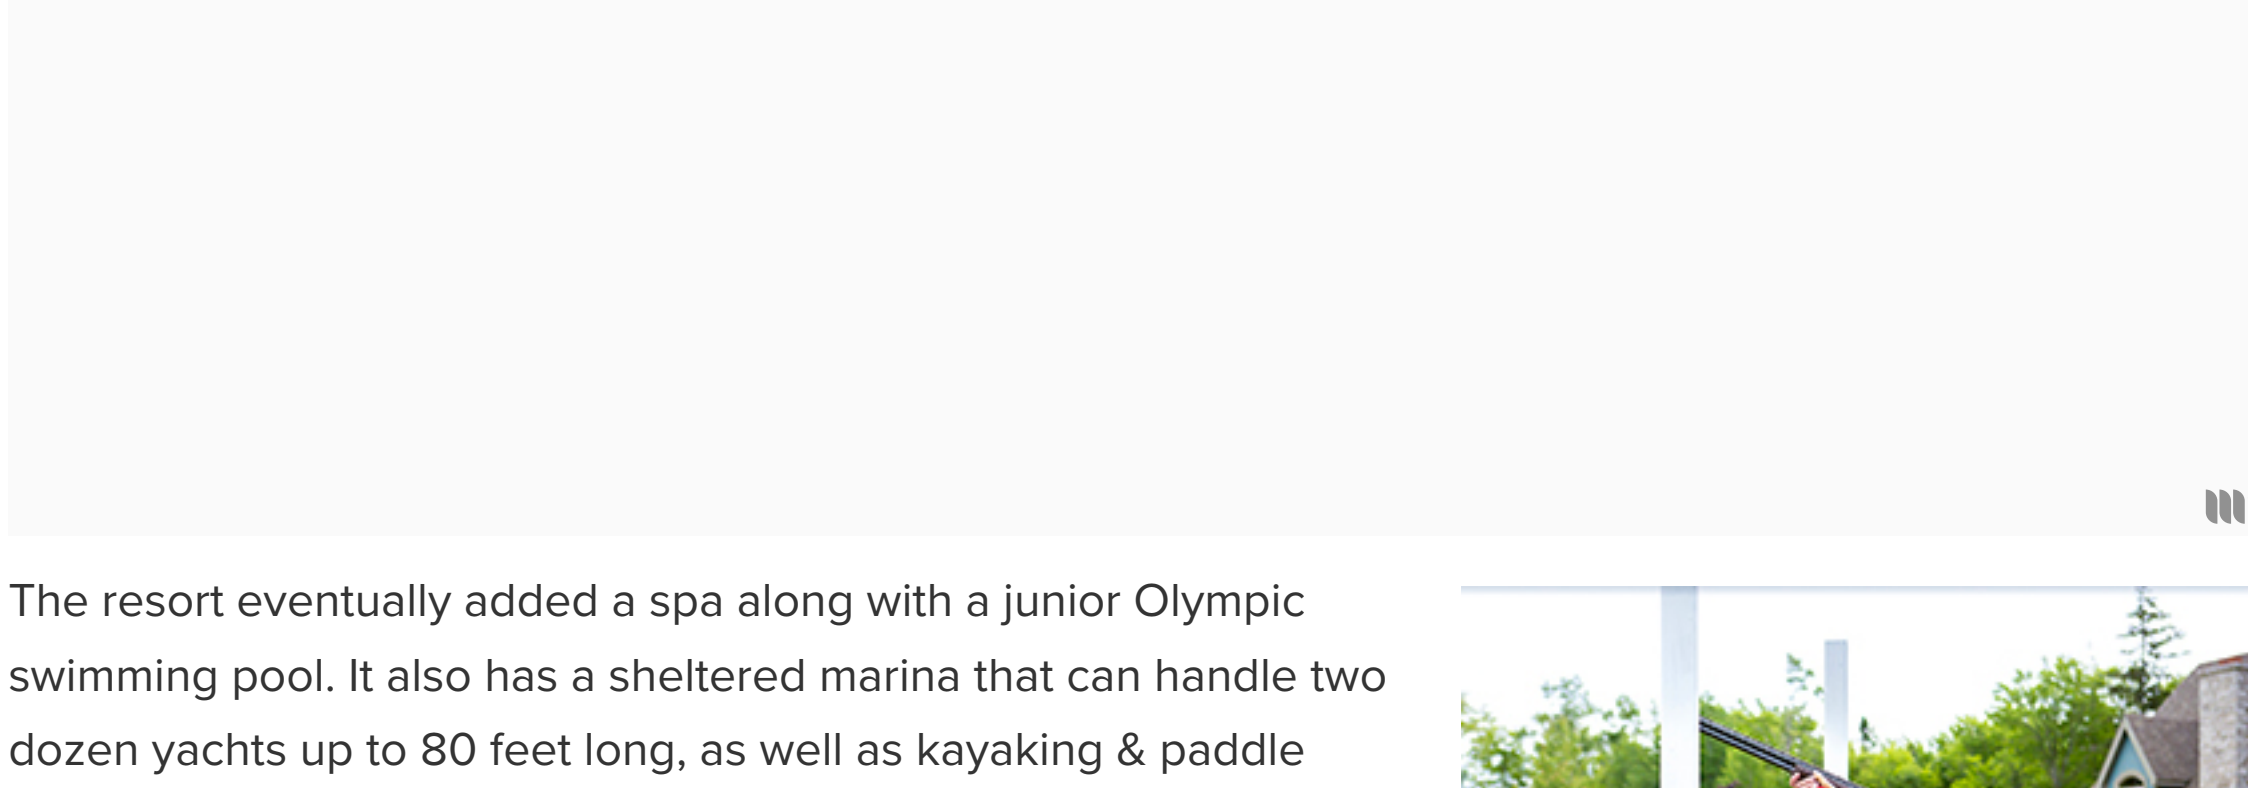 The resort eventually added a spa along with a junior Olympic
swimming pool. It also has a sheltered marina that can handle two
dozen yachts up to 80 feet long, as well as kayaking & paddle